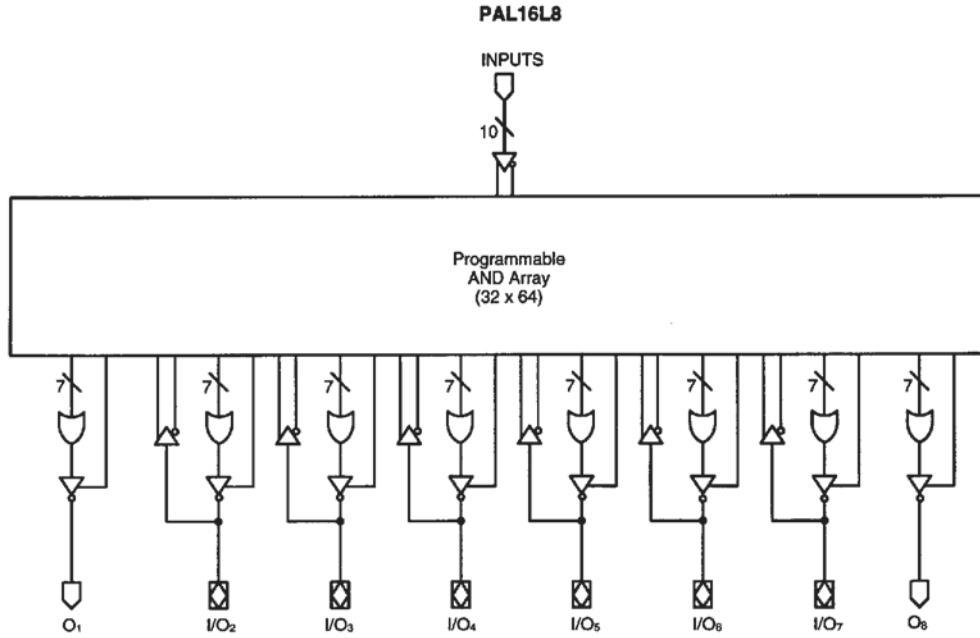 PAL16L8
INPUTS
10
Programmable
AND Array
(32 x 64)
7 7 7 7 7 7 7 7
O₁ I/O₂ I/O₃ I/O₄ I/O₅ I/O₆ I/O₇ O₈